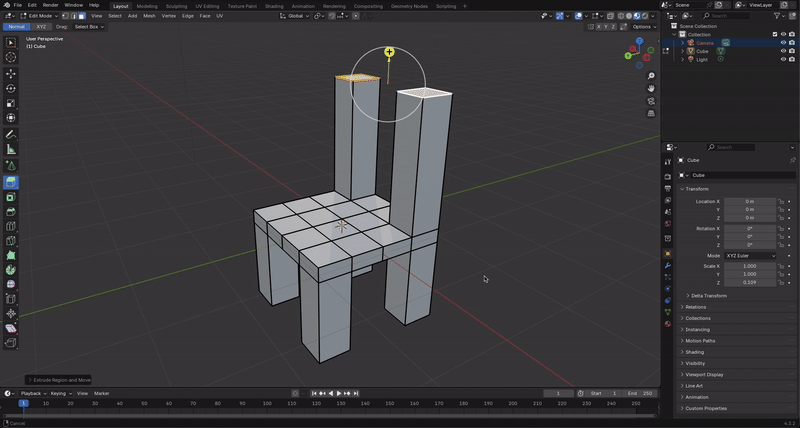 File Edit Render Window Help Layout Modeling Sculpting UV Editing Texture Paint Shading Animation Rendering Compositing Geometry Nodes Scripting + Scene ViewLayer
Edit Mode View Select Add Mesh Vertex Edge Face UV Global Search
Normal XYZ Drag: Select Box X Y Z Options
User Perspective
(1) Cube
Scene Collection
Collection
Camera
Cube
Light
Search
Cube
Cube
Transform
Location X 0 m
Y 0 m
Z 0 m
Rotation X 0°
Y 0°
Z 0°
Mode XYZ Euler
Scale X 1.000
Y 1.000
Z 0.109
Delta Transform
Relations
Collections
Instancing
Motion Paths
Shading
Visibility
Viewport Display
Line Art
Animation
Custom Properties
Extrude Region and Move
Playback Keying View Marker 1 Start 1 End 250
1 10 20 30 40 50 60 70 80 90 100 110 120 130 140 150 160 170 180 190 200 210 220 230 240 250
Cancel 4.3.2